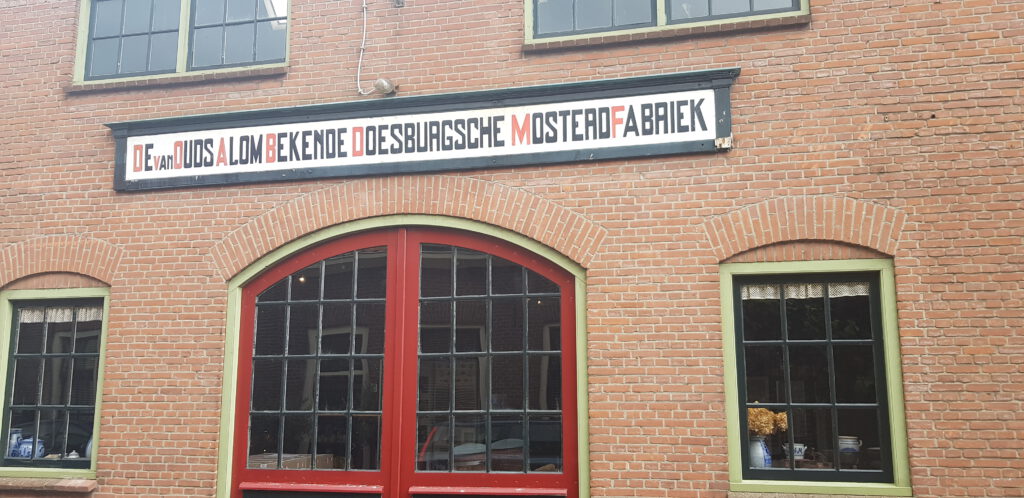 DE van OUDS ALOM BEKENDE DOESBURGSCHE MOSTERDFABRIEK